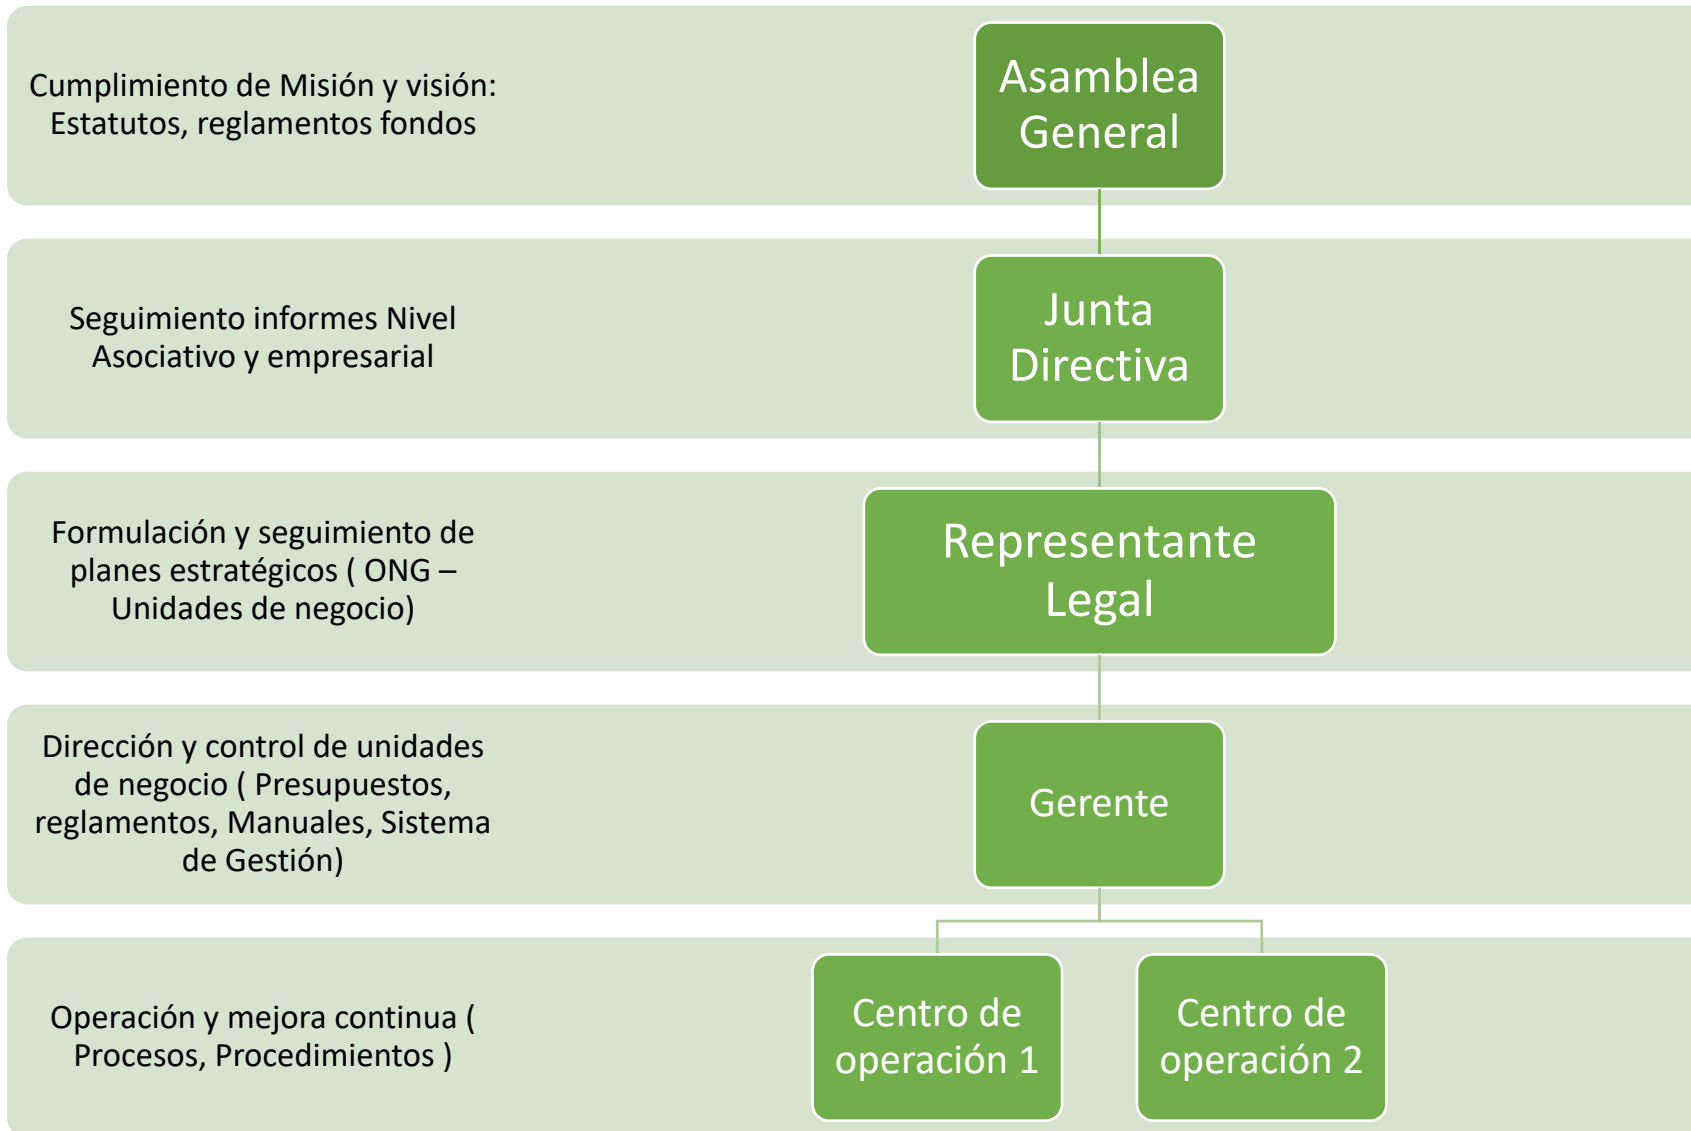 Cumplimiento de Misión y visión:
Estatutos, reglamentos fondos
Asamblea
General
Seguimiento informes Nivel
Asociativo y empresarial
Junta
Directiva
Formulación y seguimiento de
planes estratégicos ( ONG –
Unidades de negocio)
Representante
Legal
Dirección y control de unidades
de negocio ( Presupuestos,
reglamentos, Manuales, Sistema
de Gestión)
Gerente
Operación y mejora continua (
Procesos, Procedimientos )
Centro de
operación 1
Centro de
operación 2